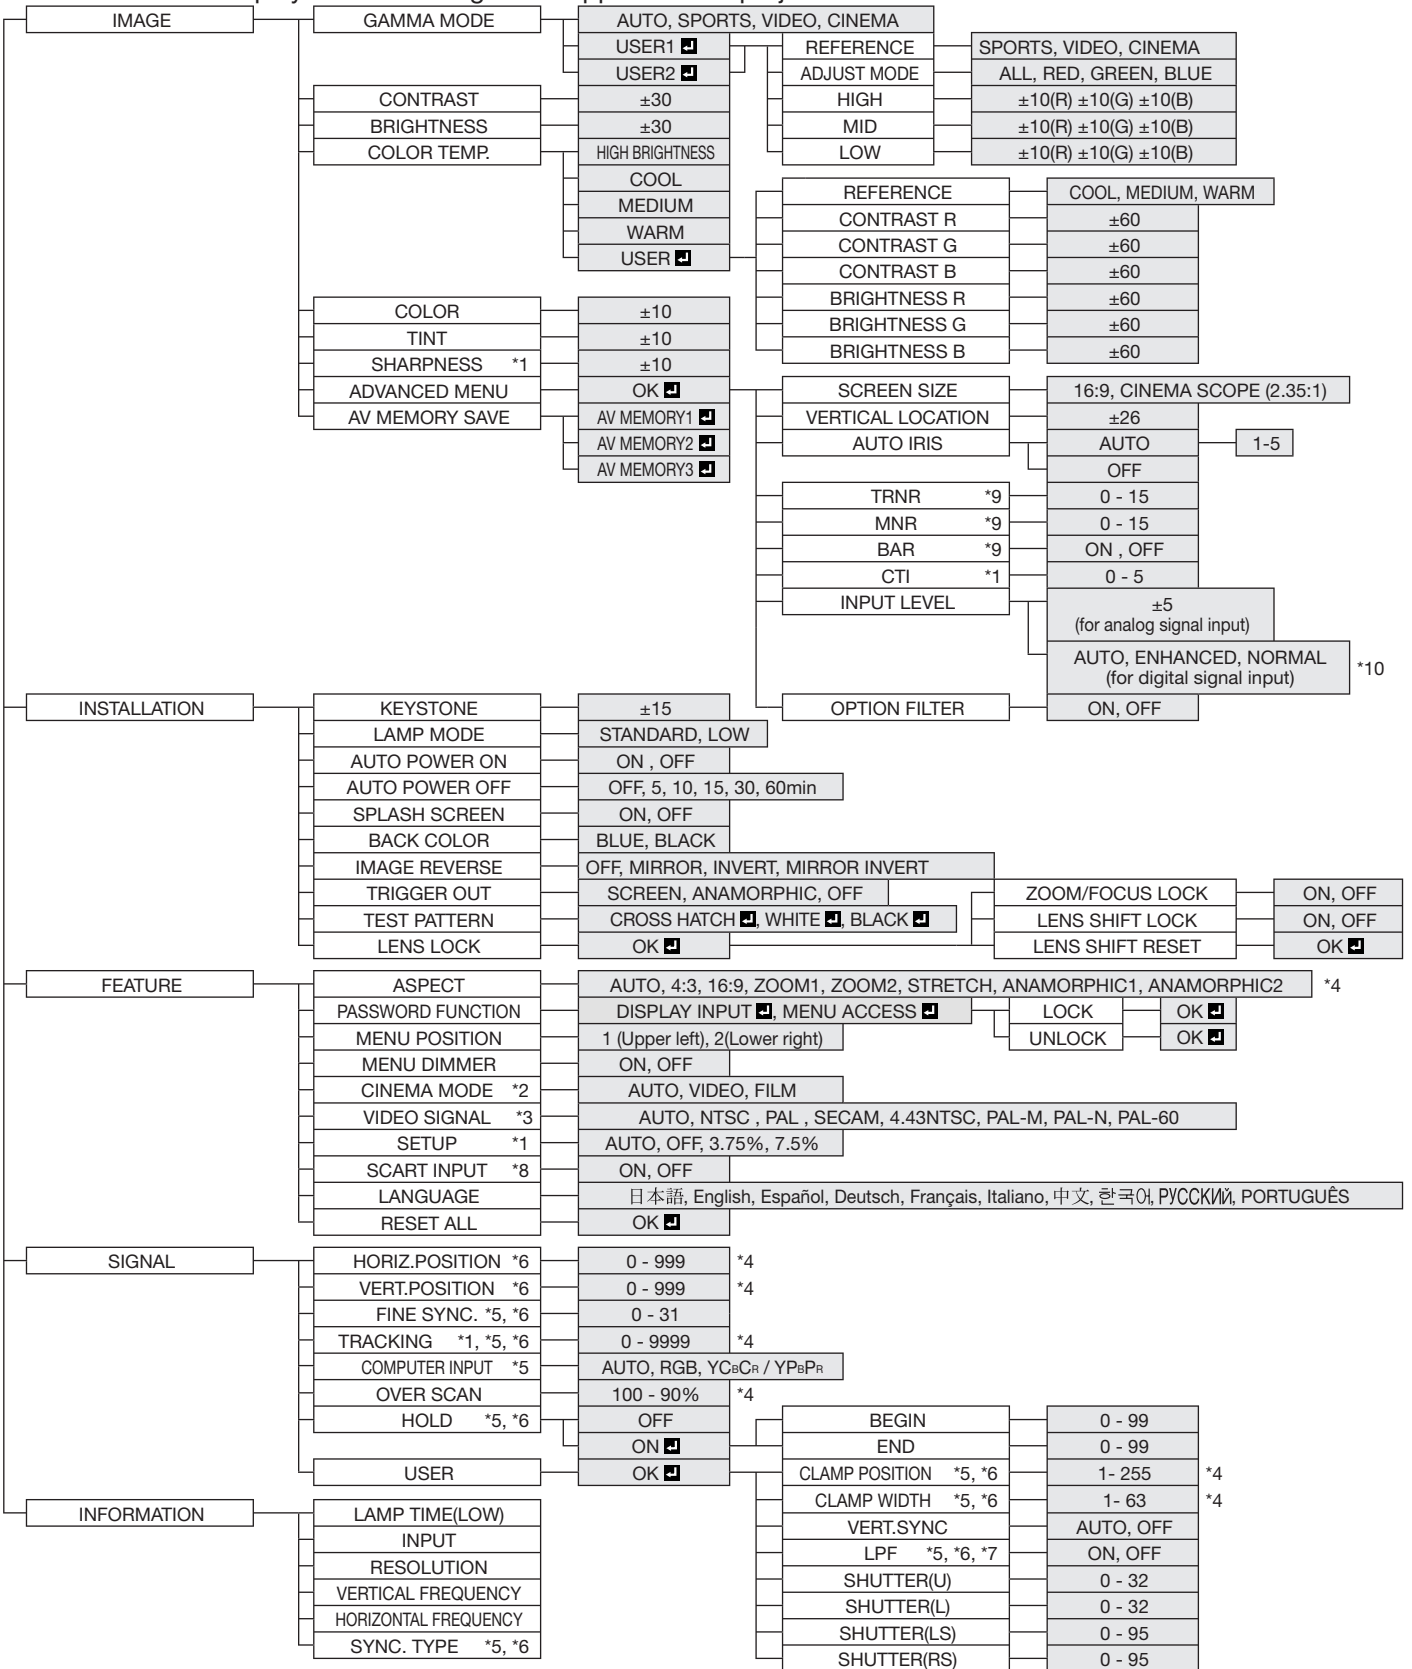 IMAGE GAMMA MODE AUTO, SPORTS, VIDEO, CINEMA
USER1 REFERENCE SPORTS, VIDEO, CINEMA
USER2 ADJUST MODE ALL, RED, GREEN, BLUE
CONTRAST ±30 HIGH ±10(R) ±10(G) ±10(B)
BRIGHTNESS ±30 MID ±10(R) ±10(G) ±10(B)
COLOR TEMP. HIGH BRIGHTNESS LOW ±10(R) ±10(G) ±10(B)
COOL REFERENCE COOL, MEDIUM, WARM
MEDIUM CONTRAST R ±60
WARM CONTRAST G ±60
USER CONTRAST B ±60
BRIGHTNESS R ±60
COLOR ±10 BRIGHTNESS G ±60
TINT ±10 BRIGHTNESS B ±60
SHARPNESS *1 ±10
ADVANCED MENU OK SCREEN SIZE 16:9, CINEMA SCOPE (2.35:1)
AV MEMORY SAVE AV MEMORY1 VERTICAL LOCATION ±26
AV MEMORY2 AUTO IRIS AUTO 1-5
AV MEMORY3 OFF
TRNR *9 0 - 15
MNR *9 0 - 15
BAR *9 ON , OFF
CTI *1 0 - 5
INPUT LEVEL ±5
(for analog signal input)
AUTO, ENHANCED, NORMAL *10
(for digital signal input)
INSTALLATION KEYSTONE ±15 OPTION FILTER ON, OFF
LAMP MODE STANDARD, LOW
AUTO POWER ON ON , OFF
AUTO POWER OFF OFF, 5, 10, 15, 30, 60min
SPLASH SCREEN ON, OFF
BACK COLOR BLUE, BLACK
IMAGE REVERSE OFF, MIRROR, INVERT, MIRROR INVERT
TRIGGER OUT SCREEN, ANAMORPHIC, OFF ZOOM/FOCUS LOCK ON, OFF
TEST PATTERN CROSS HATCH , WHITE , BLACK LENS SHIFT LOCK ON, OFF
LENS LOCK OK LENS SHIFT RESET OK
FEATURE ASPECT AUTO, 4:3, 16:9, ZOOM1, ZOOM2, STRETCH, ANAMORPHIC1, ANAMORPHIC2 *4
PASSWORD FUNCTION DISPLAY INPUT , MENU ACCESS LOCK OK
MENU POSITION 1 (Upper left), 2(Lower right) UNLOCK OK
MENU DIMMER ON, OFF
CINEMA MODE *2 AUTO, VIDEO, FILM
VIDEO SIGNAL *3 AUTO, NTSC , PAL , SECAM, 4.43NTSC, PAL-M, PAL-N, PAL-60
SETUP *1 AUTO, OFF, 3.75%, 7.5%
SCART INPUT *8 ON, OFF
LANGUAGE 日本語, English, Español, Deutsch, Français, Italiano, 中文, 한국어, РУССКИЙ, PORTUGUÊS
RESET ALL OK
SIGNAL HORIZ.POSITION *6 0 - 999 *4
VERT.POSITION *6 0 - 999 *4
FINE SYNC. *5, *6 0 - 31
TRACKING *1, *5, *6 0 - 9999 *4
COMPUTER INPUT *5 AUTO, RGB, YCBCR / YPBPR
OVER SCAN 100 - 90% *4
HOLD *5, *6 OFF BEGIN 0 - 99
ON END 0 - 99
USER OK CLAMP POSITION *5, *6 1- 255 *4
INFORMATION LAMP TIME(LOW) CLAMP WIDTH *5, *6 1- 63 *4
INPUT VERT.SYNC AUTO, OFF
RESOLUTION LPF *5, *6, *7 ON, OFF
VERTICAL FREQUENCY SHUTTER(U) 0 - 32
HORIZONTAL FREQUENCY SHUTTER(L) 0 - 32
SYNC. TYPE *5, *6 SHUTTER(LS) 0 - 95
SHUTTER(RS) 0 - 95